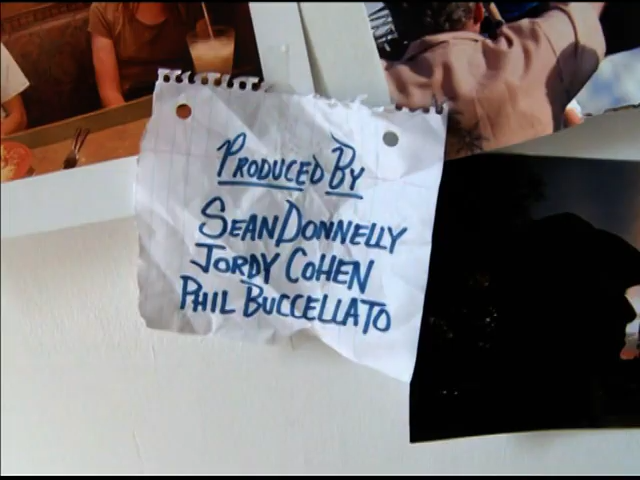 PRODUCED BY
SEAN DONNELLY
JORDY COHEN
PHIL BUCCELLATO